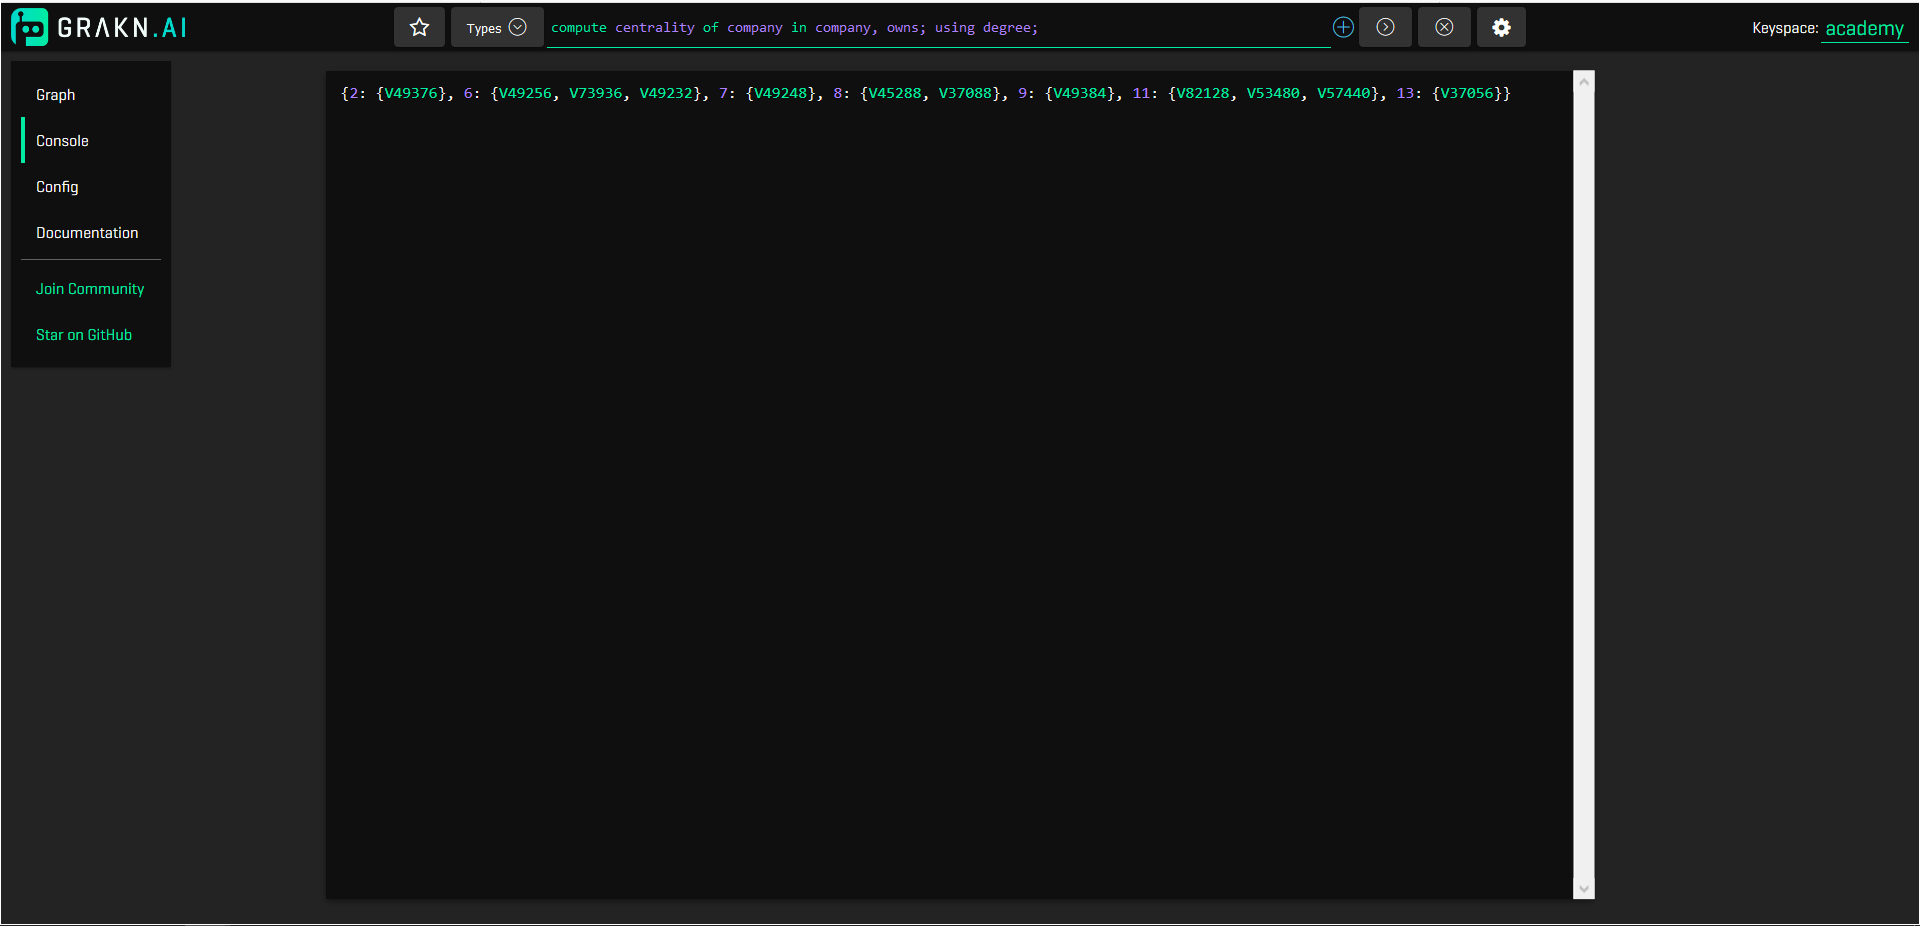 GRAKN.AI
Types
compute centrality of company in company, owns; using degree;
Keyspace: academy
Graph
Console
Config
Documentation
Join Community
Star on GitHub
{2: {V49376}, 6: {V49256, V73936, V49232}, 7: {V49248}, 8: {V45288, V37088}, 9: {V49384}, 11: {V82128, V53480, V57440}, 13: {V37056}}